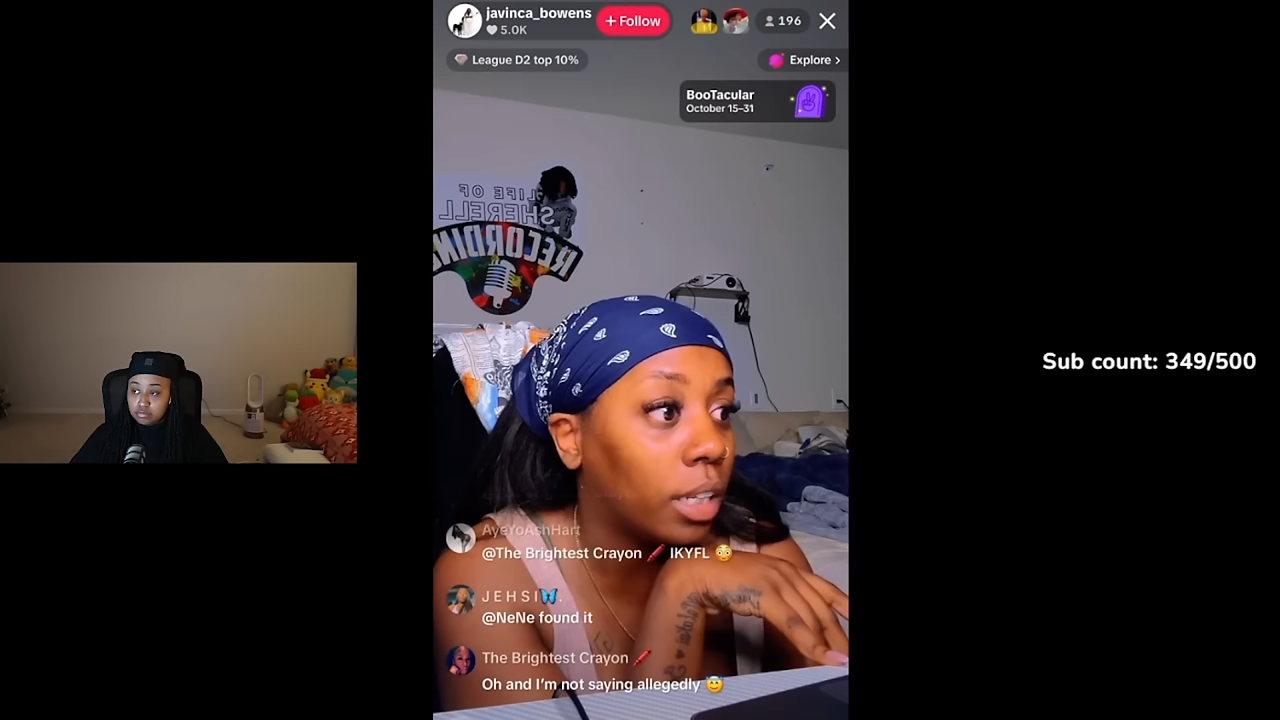 javinca_bowens
5.0K
+ Follow
196
League D2 top 10%
Explore >
BooTacular
October 15–31
LIFE OF
SHERELL
RECORDIN
Sub count: 349/500
AyeYoAshHart
@The Brightest Crayon 🖍️ IKYFL 😳
J E H S I🦋.
@NeNe found it
The Brightest Crayon 🖍️
Oh and I’m not saying allegedly 😇